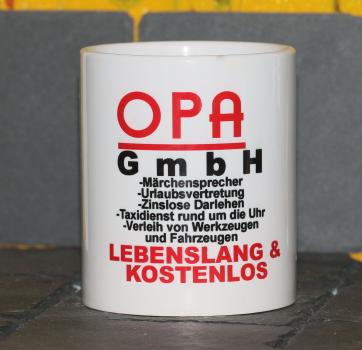 OPA
GmbH
-Märchensprecher
-Urlaubsvertretung
-Zinslose Darlehen
-Taxidienst rund um die Uhr
-Verleih von Werkzeugen
und Fahrzeugen
LEBENSLANG &
KOSTENLOS